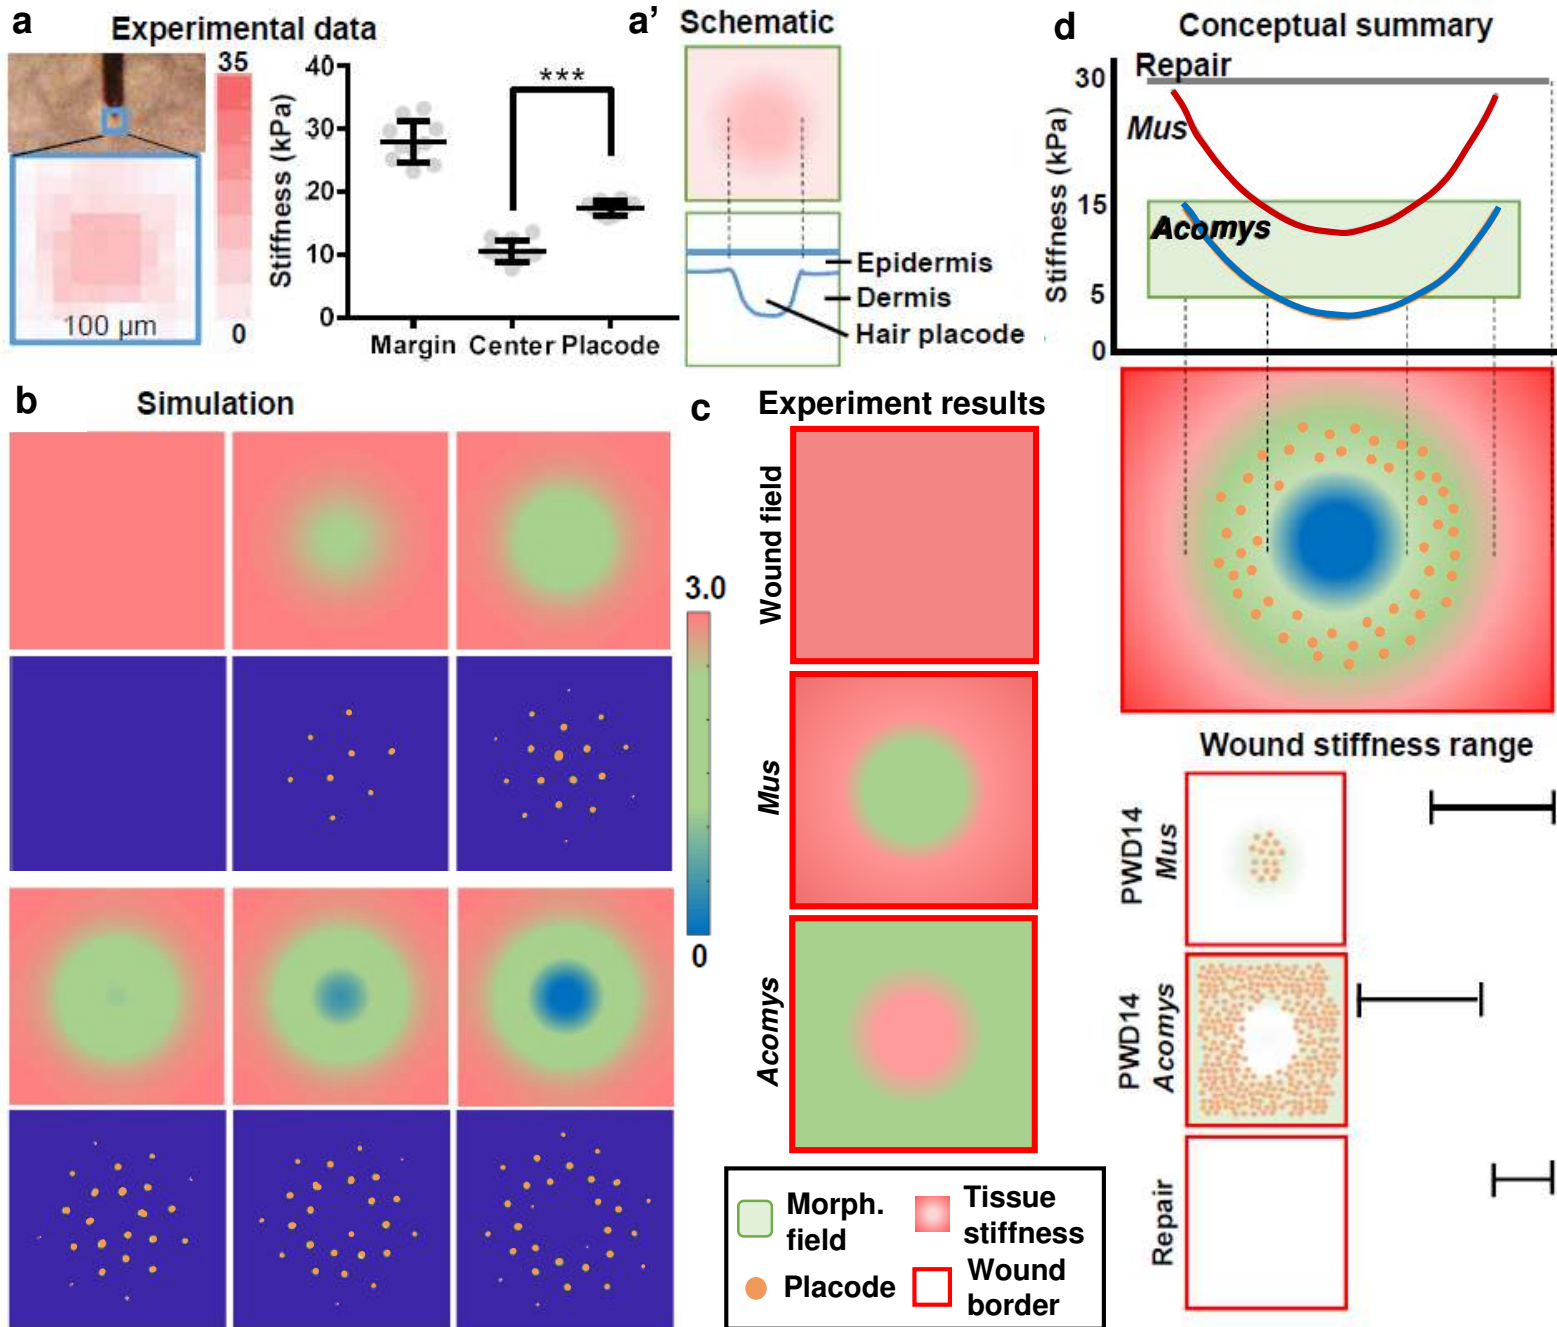 a
Experimental data
35
0
100 µm
Stiffness (kPa)
40
30
20
10
0
***
Margin Center Placode
a'
Schematic
Epidermis
Dermis
Hair placode
d
Conceptual summary
Stiffness (kPa)
30
15
5
0
Repair
Mus
Acomys
b
Simulation
3.0
0
c
Experiment results
Wound field
Mus
Acomys
Morph.
field
Tissue
stiffness
Placode
Wound
border
Wound stiffness range
PWD14
Mus
PWD14
Acomys
Repair